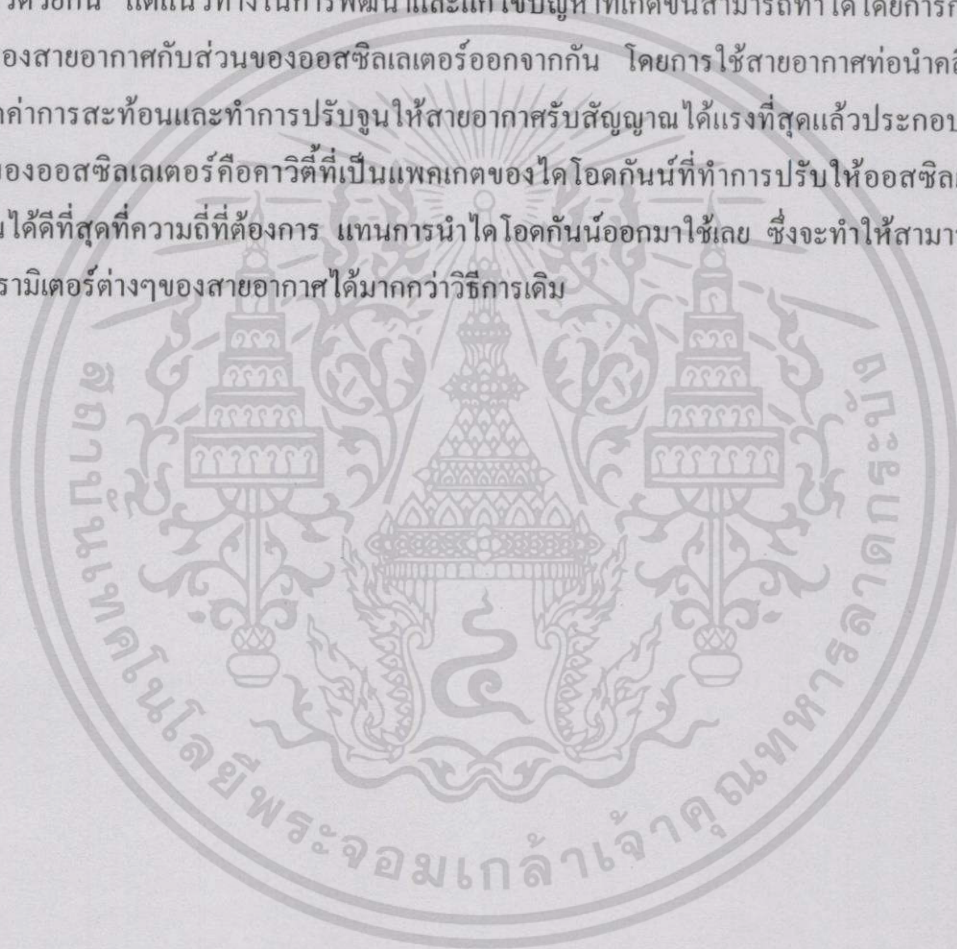 องสายอากาศกับส่วนของออสซิลเลเตอร์ออกจากกัน โดยการใช้สายอากาศท่อนำคลื
ค่าการสะท้อนและทำการปรับจูนให้สายอากาศรับสัญญาณได้แรงที่สุดแล้วประกอบ
ของออสซิลเลเตอร์คือคาวิตี้ที่เป็นแพคเกตของไดโอดกันน์ที่ทำการปรับให้ออสซิล
ได้ดีที่สุดที่ความถี่ที่ต้องการ แทนการนำไดโอดกันน์ออกมาใช้เลย ซึ่งจะทำให้สามาร
รามิเตอร์ต่างๆของสายอากาศได้มากกว่าวิธีการเดิม
สถาบันเทคโนโลยีพระจอมเกล้าเจ้าคุณทหารลาดกระบัง